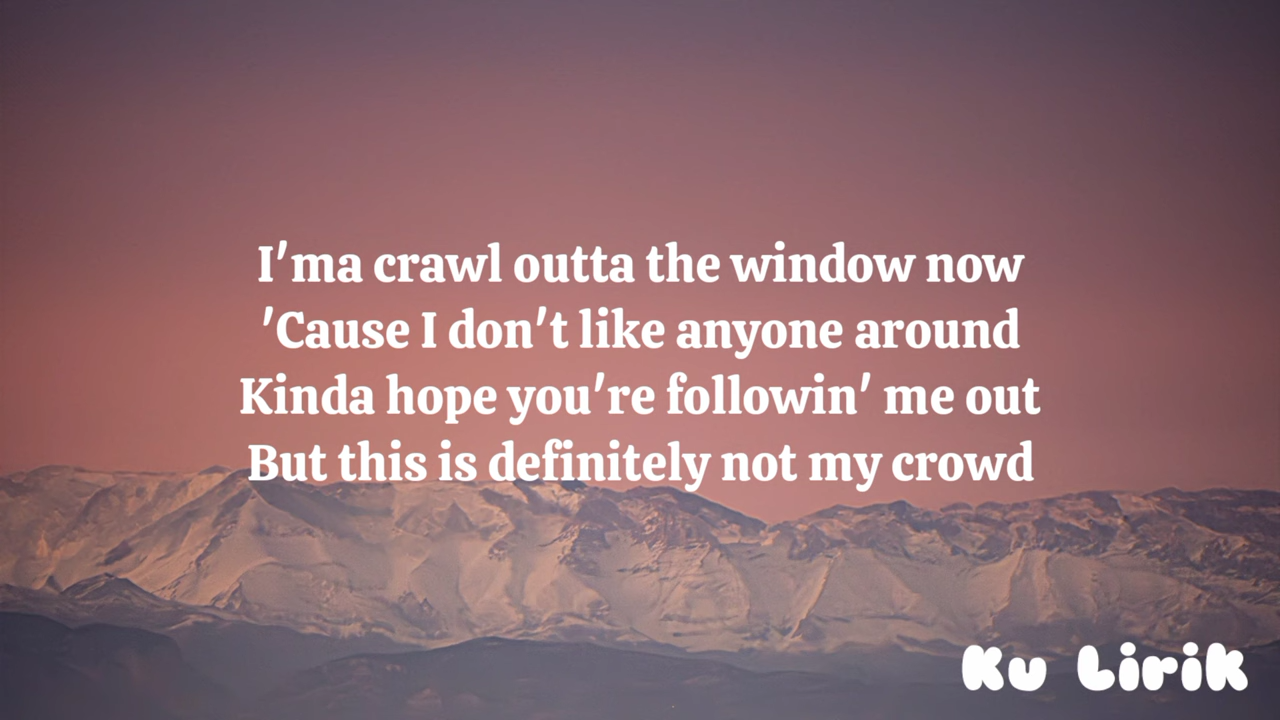 I'ma crawl outta the window now
'Cause I don't like anyone around
Kinda hope you're followin' me out
But this is definitely not my crowd
Ku Lirik